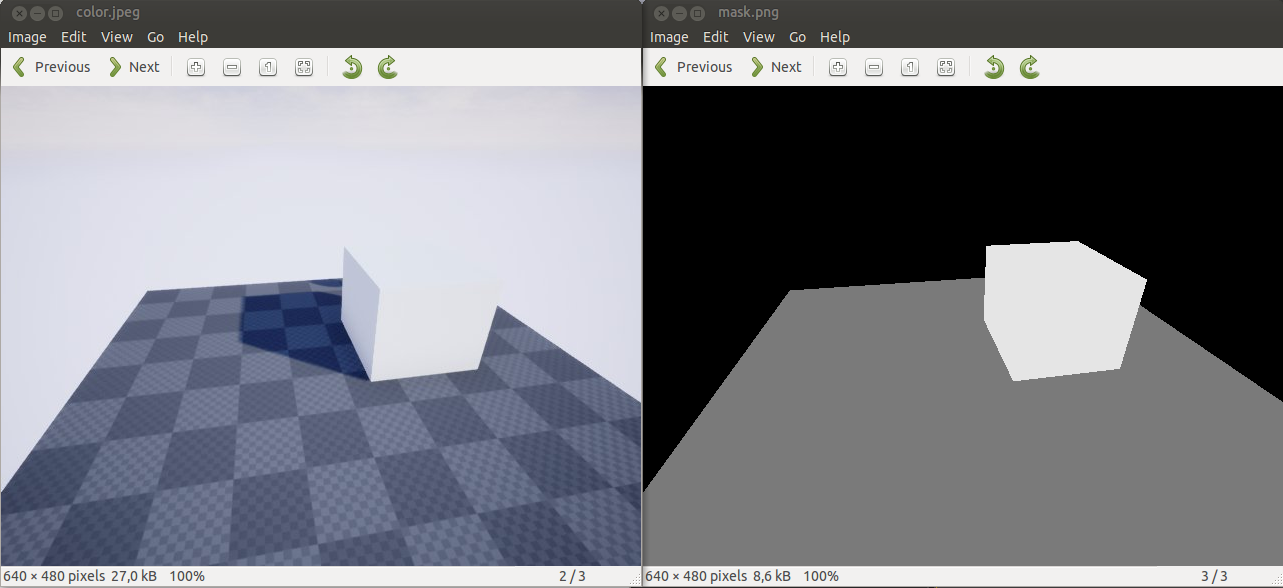 color.jpeg
Image Edit View Go Help
Previous Next
640 × 480 pixels 27,0 kB 100% 2 / 3
mask.png
Image Edit View Go Help
Previous Next
640 × 480 pixels 8,6 kB 100% 3 / 3